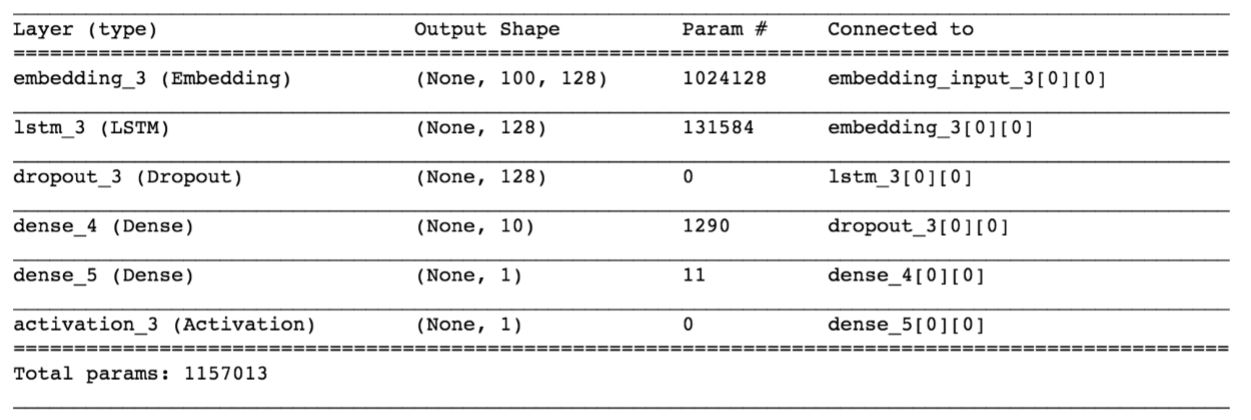 Layer (type) Output Shape Param # Connected to
====================================================================================================
embedding_3 (Embedding) (None, 100, 128) 1024128 embedding_input_3[0][0]
lstm_3 (LSTM) (None, 128) 131584 embedding_3[0][0]
dropout_3 (Dropout) (None, 128) 0 lstm_3[0][0]
dense_4 (Dense) (None, 10) 1290 dropout_3[0][0]
dense_5 (Dense) (None, 1) 11 dense_4[0][0]
activation_3 (Activation) (None, 1) 0 dense_5[0][0]
====================================================================================================
Total params: 1157013